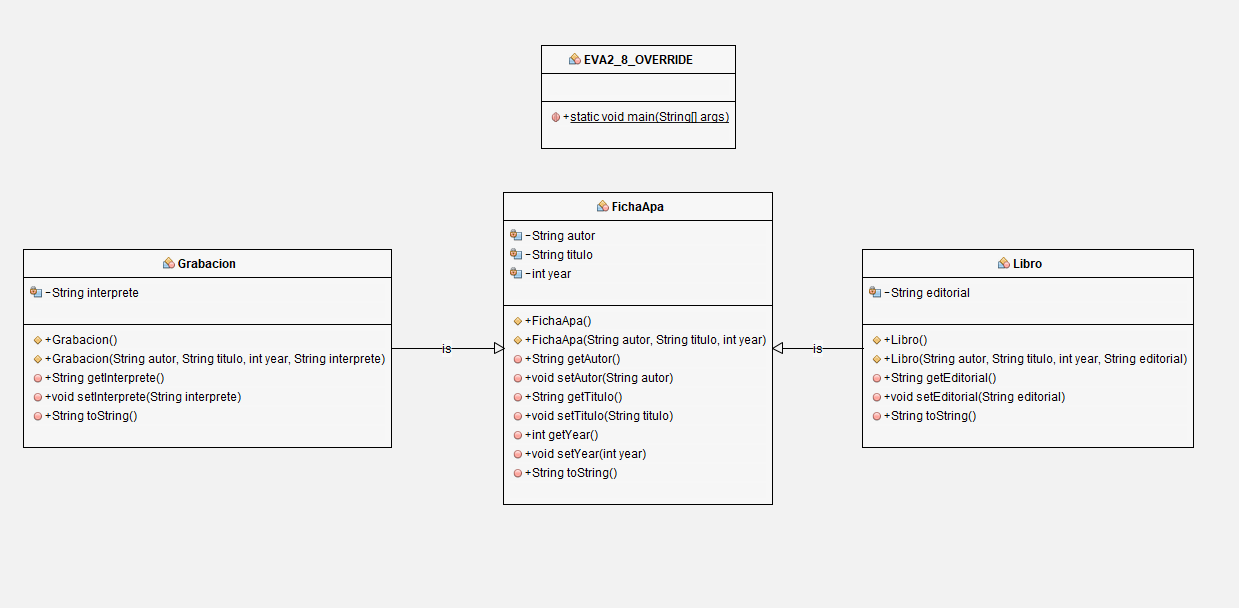 EVA2_8_OVERRIDE
+static void main(String[] args)
FichaApa
-String autor
-String titulo
-int year
+FichaApa()
+FichaApa(String autor, String titulo, int year)
+String getAutor()
+void setAutor(String autor)
+String getTitulo()
+void setTitulo(String titulo)
+int getYear()
+void setYear(int year)
+String toString()
Grabacion
-String interprete
+Grabacion()
+Grabacion(String autor, String titulo, int year, String interprete)
+String getInterprete()
+void setInterprete(String interprete)
+String toString()
is
is
Libro
-String editorial
+Libro()
+Libro(String autor, String titulo, int year, String editorial)
+String getEditorial()
+void setEditorial(String editorial)
+String toString()